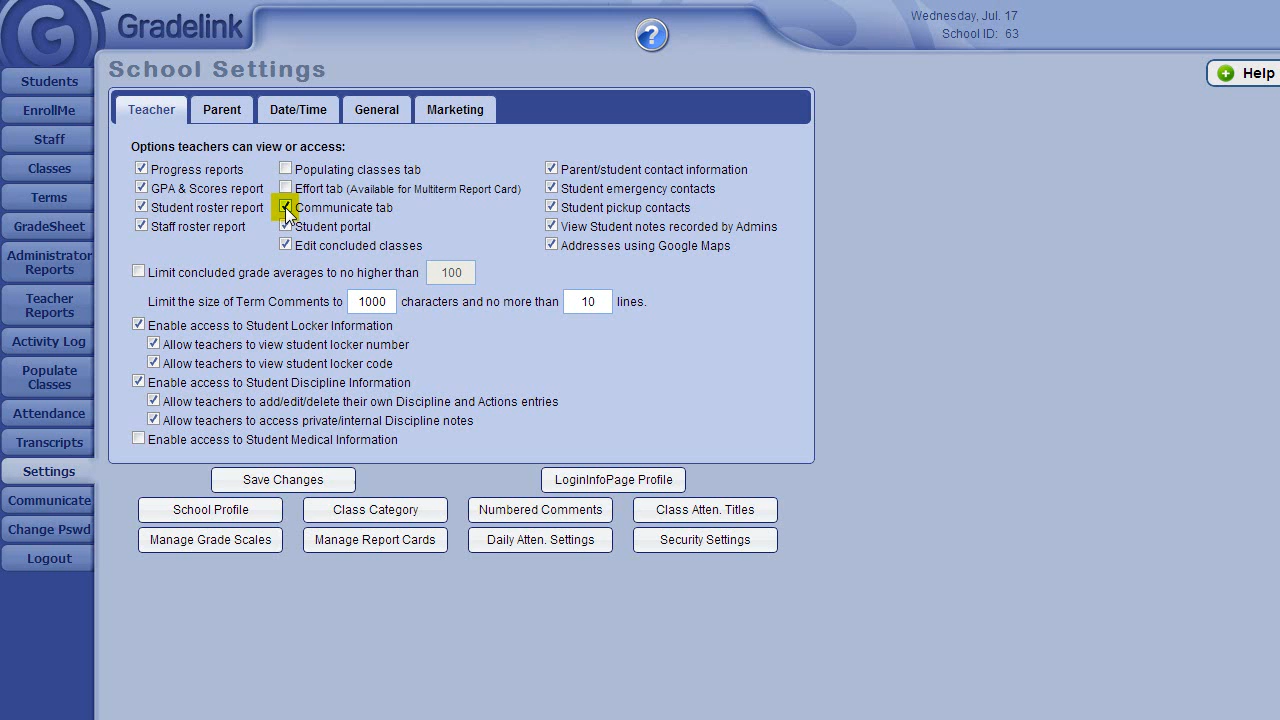 G Gradelink
Wednesday, Jul. 17
School ID: 63
?
School Settings
Help
Students
EnrollMe
Staff
Classes
Terms
GradeSheet
Administrator
Reports
Teacher
Reports
Activity Log
Populate
Classes
Attendance
Transcripts
Settings
Communicate
Change Pswd
Logout
Teacher Parent Date/Time General Marketing
Options teachers can view or access:
Progress reports Populating classes tab Parent/student contact information
GPA & Scores report Effort tab (Available for Multiterm Report Card) Student emergency contacts
Student roster report Communicate tab Student pickup contacts
Staff roster report Student portal View Student notes recorded by Admins
Edit concluded classes Addresses using Google Maps
Limit concluded grade averages to no higher than 100
Limit the size of Term Comments to 1000 characters and no more than 10 lines.
Enable access to Student Locker Information
Allow teachers to view student locker number
Allow teachers to view student locker code
Enable access to Student Discipline Information
Allow teachers to add/edit/delete their own Discipline and Actions entries
Allow teachers to access private/internal Discipline notes
Enable access to Student Medical Information
Save Changes LoginInfoPage Profile
School Profile Class Category Numbered Comments Class Atten. Titles
Manage Grade Scales Manage Report Cards Daily Atten. Settings Security Settings